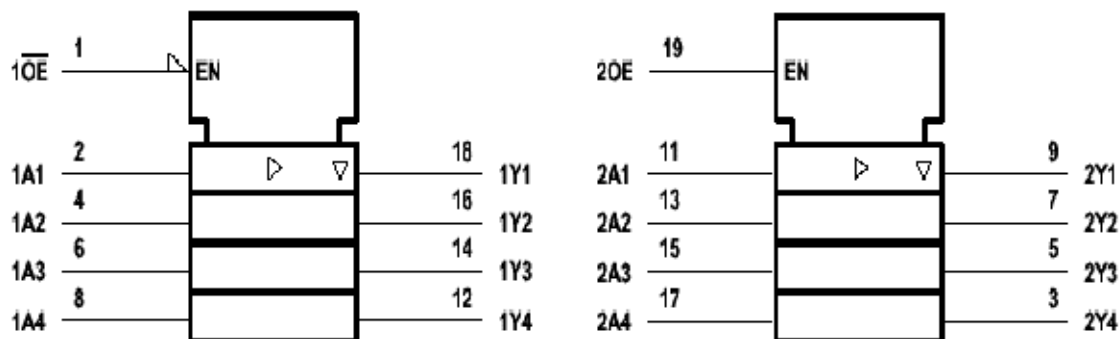 1 19
1O̅E̅ EN 2OE EN
2 18 11 9
1A1 1Y1 2A1 2Y1
4 16 13 7
1A2 1Y2 2A2 2Y2
6 14 15 5
1A3 1Y3 2A3 2Y3
8 12 17 3
1A4 1Y4 2A4 2Y4